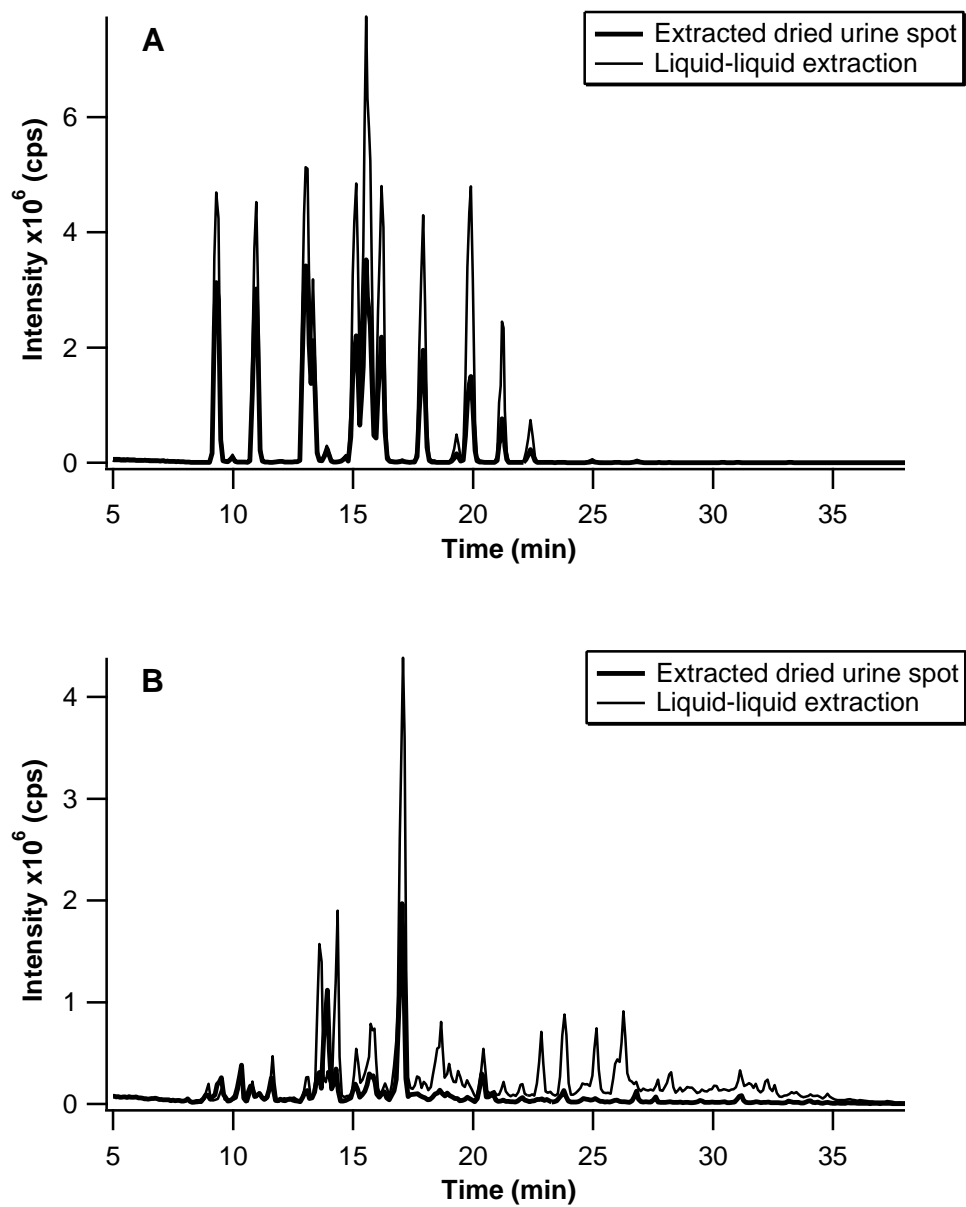 A
Extracted dried urine spot
Liquid-liquid extraction
Intensity x10⁶ (cps)
6
4
2
0
5 10 15 20 25 30 35
Time (min)
B
Extracted dried urine spot
Liquid-liquid extraction
Intensity x10⁶ (cps)
4
3
2
1
0
5 10 15 20 25 30 35
Time (min)